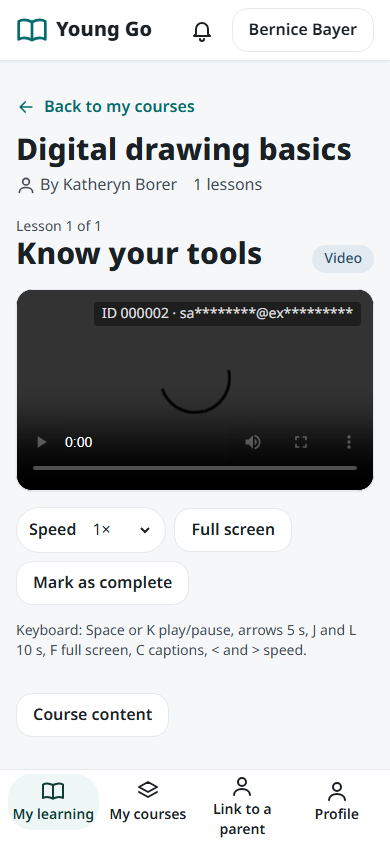 Young Go
Bernice Bayer
Back to my courses
Digital drawing basics
By Katheryn Borer 1 lessons
Lesson 1 of 1
Know your tools
Video
ID 000002 · sa********@ex*********
0:00
Speed 1×
Full screen
Mark as complete
Keyboard: Space or K play/pause, arrows 5 s, J and L
10 s, F full screen, C captions, < and > speed.
Course content
My learning
My courses
Link to a
parent
Profile